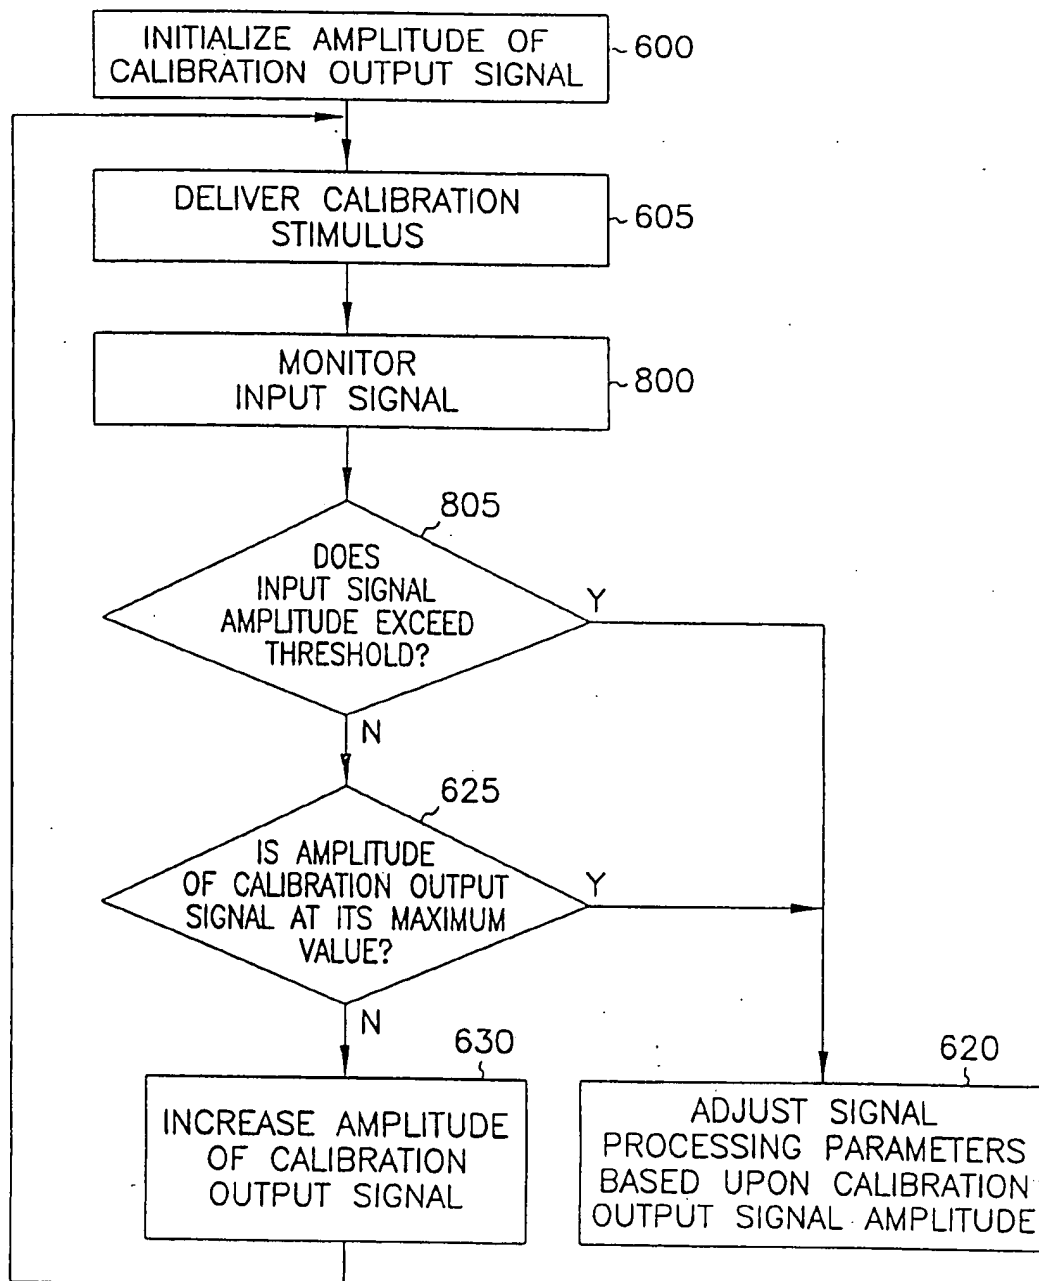 INITIALIZE AMPLITUDE OF
CALIBRATION OUTPUT SIGNAL
600
DELIVER CALIBRATION
STIMULUS
605
MONITOR
INPUT SIGNAL
800
805
DOES
INPUT SIGNAL
AMPLITUDE EXCEED
THRESHOLD?
Y
N
625
IS AMPLITUDE
OF CALIBRATION OUTPUT
SIGNAL AT ITS MAXIMUM
VALUE?
Y
N
630
INCREASE AMPLITUDE
OF CALIBRATION
OUTPUT SIGNAL
620
ADJUST SIGNAL
PROCESSING PARAMETERS
BASED UPON CALIBRATION
OUTPUT SIGNAL AMPLITUDE